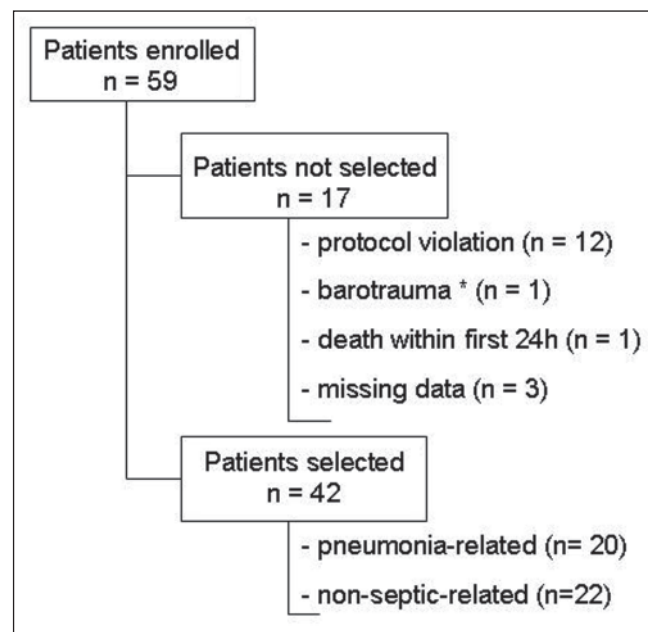 Patients enrolled
n = 59
Patients not selected
n = 17
- protocol violation (n = 12)
- barotrauma * (n = 1)
- death within first 24h (n = 1)
- missing data (n = 3)
Patients selected
n = 42
- pneumonia-related (n= 20)
- non-septic-related (n=22)